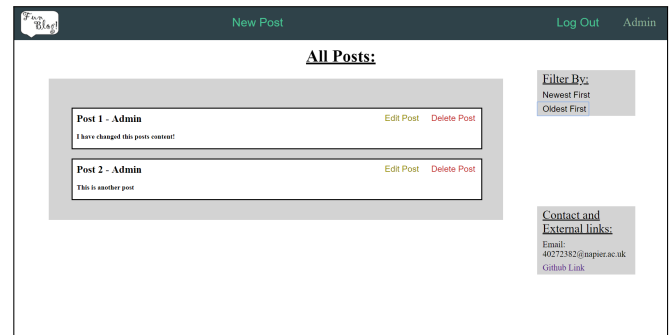 Fun
Blog!
New Post
Log Out
Admin
All Posts:
Post 1 - Admin
Edit Post
Delete Post
I have changed this posts content!
Post 2 - Admin
Edit Post
Delete Post
This is another post
Filter By:
Newest First
Oldest First
Contact and
External links:
Email:
40272382@napier.ac.uk
Github Link